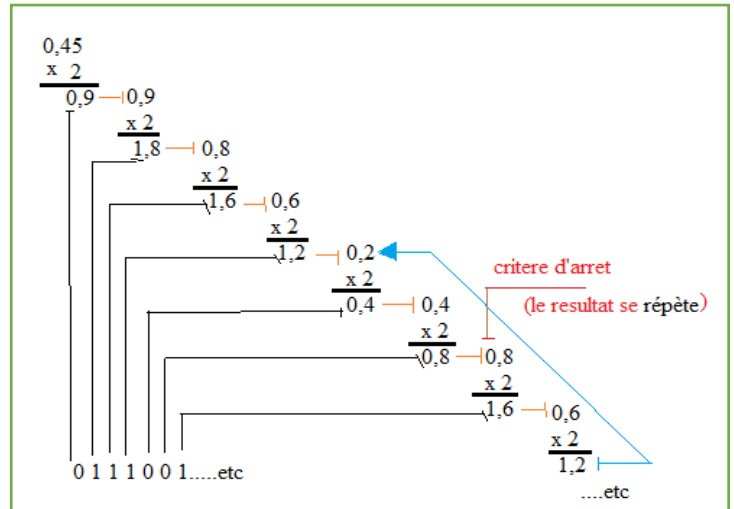 0,45
x 2
0,9 0,9
x 2
1,8 0,8
x 2
1,6 0,6
x 2
1,2 0,2
critere d'arret
x 2
0,4 0,4
(le resultat se répète)
x 2
0,8 0,8
x 2
1,6 0,6
x 2
1,2
0 1 1 1 0 0 1.....etc
....etc